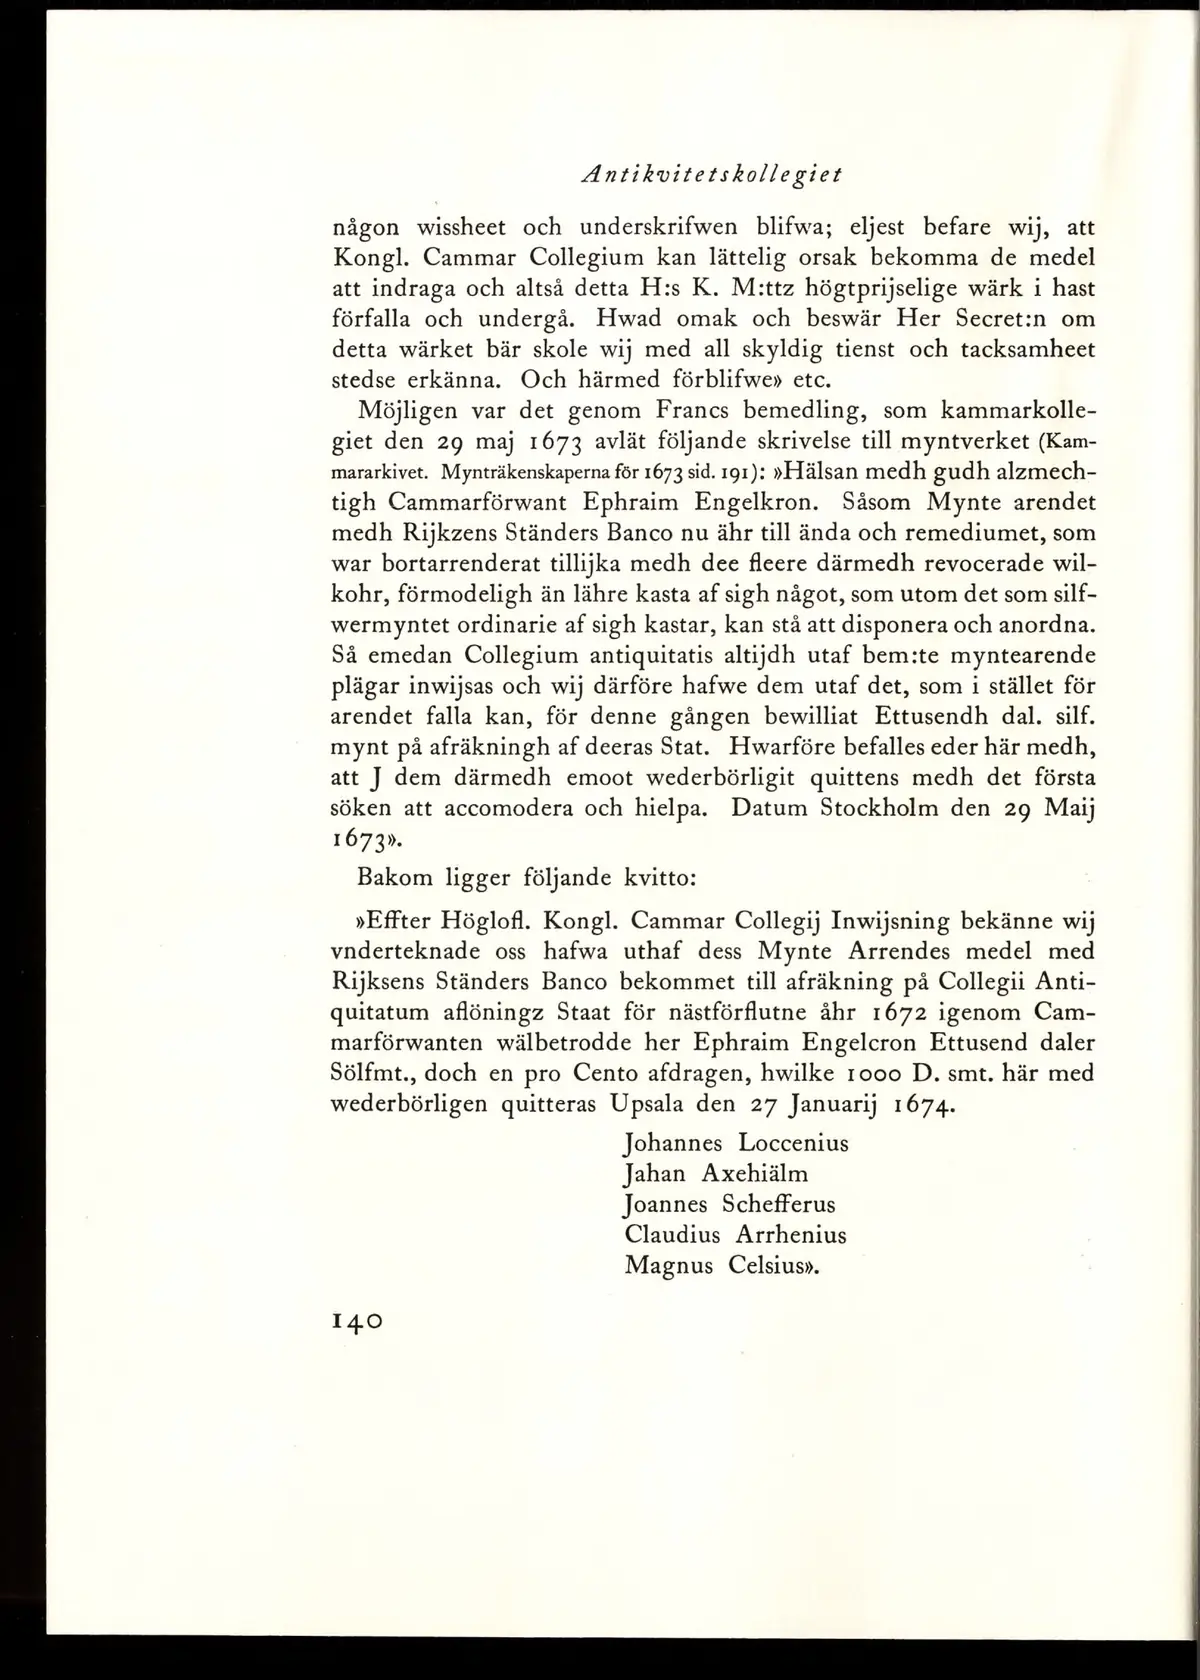 Antikvitetskollegiet
någon wissheet och underskrifwen blifwa; eljest befare wij, att
Kongl. Cammar Collegium kan lättelig orsak bekomma de medel
att indraga och altså detta H:s K. M:ttz högtprijselige wärk i hast
förfalla och undergå. Hwad omak och beswär Her Secret:n om
detta wärket bär skole wij med all skyldig tienst och tacksamheet
stedse erkänna. Och härmed förblifwe» etc.
Möjligen var det genom Francs bemedling, som kammarkolle-
giet den 29 maj 1673 avlät följande skrivelse till myntverket (Kam-
mararkivet. Mynträkenskaperna för 1673 sid. 191): »Hälsan medh gudh alzmech-
tigh Cammarförwant Ephraim Engelkron. Såsom Mynte arendet
medh Rijkzens Ständers Banco nu ähr till ända och remediumet, som
war bortarrenderat tillijka medh dee fleere därmedh revocerade wil-
kohr, förmodeligh än lähre kasta af sigh något, som utom det som silf-
wermyntet ordinarie af sigh kastar, kan stå att disponera och anordna.
Så emedan Collegium antiquitatis altijdh utaf bem:te myntearende
plägar inwijsas och wij därföre hafwe dem utaf det, som i stället för
arendet falla kan, för denne gången bewilliat Ettusendh dal. silf.
mynt på afräkningh af deeras Stat. Hwarföre befalles eder här medh,
att J dem därmedh emoot wederbörligit quittens medh det första
söken att accomodera och hielpa. Datum Stockholm den 29 Maij
1673».
Bakom ligger följande kvitto:
»Effter Höglofl. Kongl. Cammar Collegij Inwijsning bekänne wij
vnderteknade oss hafwa uthaf dess Mynte Arrendes medel med
Rijksens Ständers Banco bekommet till afräkning på Collegii Anti-
quitatum aflöningz Staat för nästförflutne åhr 1672 igenom Cam-
marförwanten wälbetrodde her Ephraim Engelcron Ettusend daler
Sölfmt., doch en pro Cento afdragen, hwilke 1000 D. smt. här med
wederbörligen quitteras Upsala den 27 Januarij 1674.
Johannes Loccenius
Jahan Axehiälm
Joannes Schefferus
Claudius Arrhenius
Magnus Celsius».
140